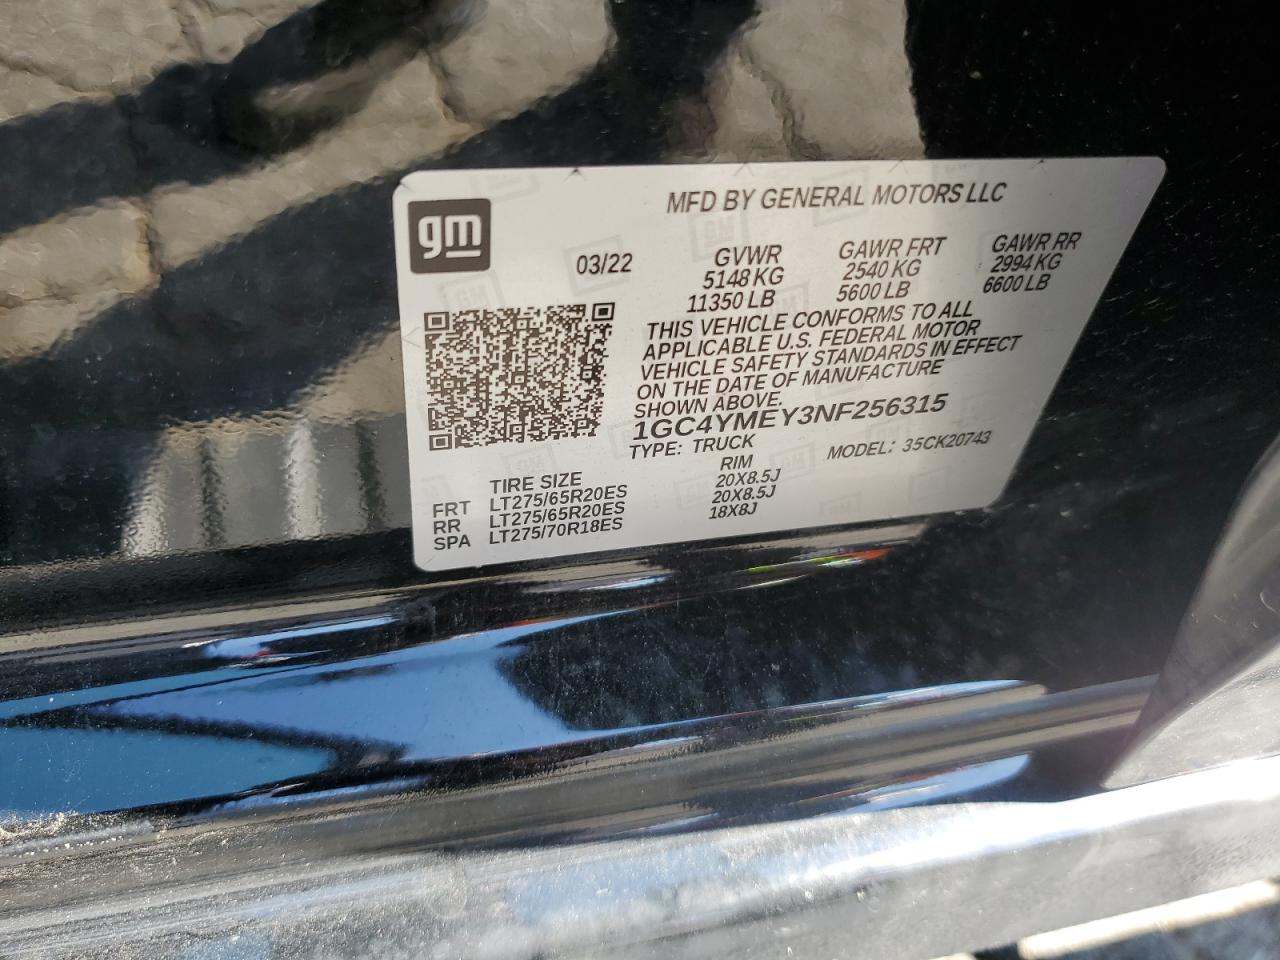 gm
MFD BY GENERAL MOTORS LLC
03/22
GVWR GAWR FRT GAWR RR
5148 KG 2540 KG 2994 KG
11350 LB 5600 LB 6600 LB
THIS VEHICLE CONFORMS TO ALL
APPLICABLE U.S. FEDERAL MOTOR
VEHICLE SAFETY STANDARDS IN EFFECT
ON THE DATE OF MANUFACTURE
SHOWN ABOVE.
1GC4YMEY3NF256315
TYPE: TRUCK MODEL: 35CK20743
TIRE SIZE RIM
FRT LT275/65R20ES 20X8.5J
RR LT275/65R20ES 20X8.5J
SPA LT275/70R18ES 18X8J